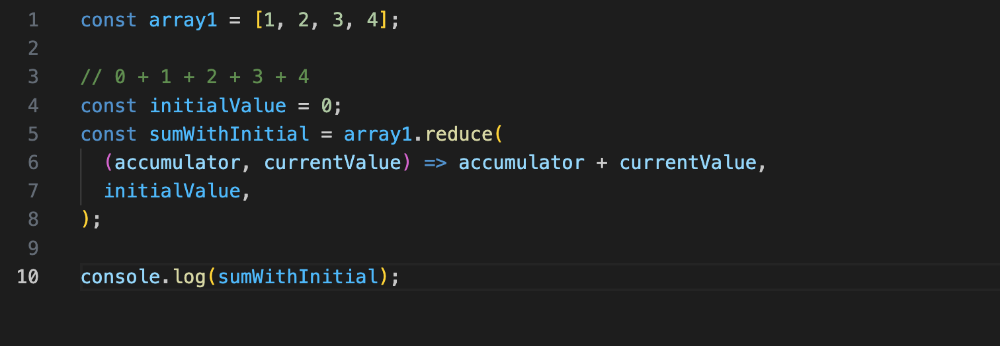 1 const array1 = [1, 2, 3, 4];
2
3 // 0 + 1 + 2 + 3 + 4
4 const initialValue = 0;
5 const sumWithInitial = array1.reduce(
6   (accumulator, currentValue) => accumulator + currentValue,
7   initialValue,
8 );
9
10 console.log(sumWithInitial);